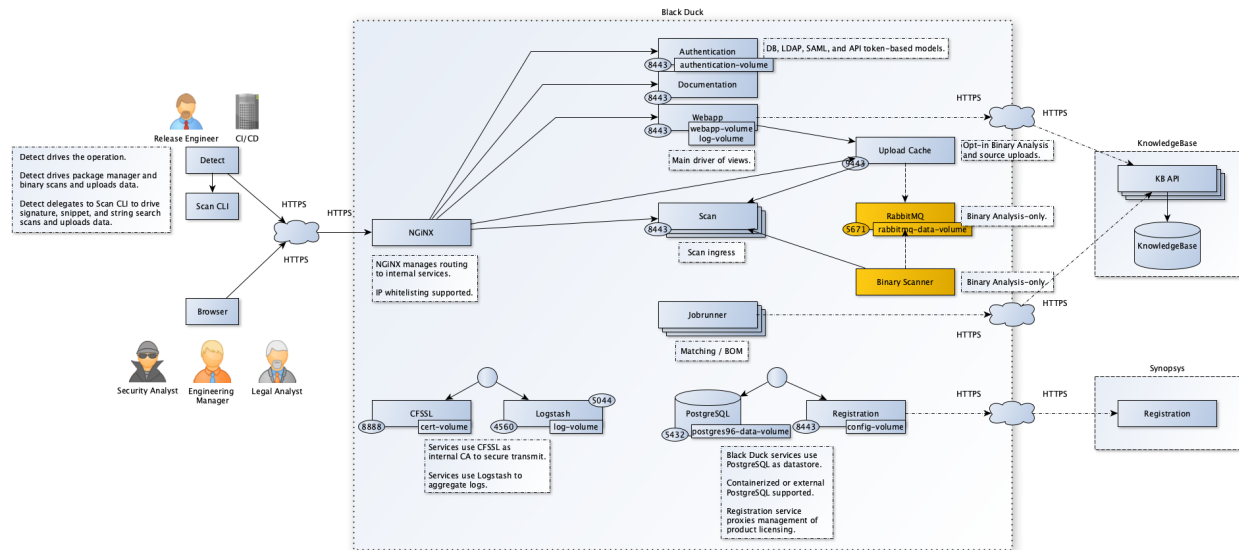 Black Duck
Authentication
8443
authentication-volume
DB, LDAP, SAML, and API token-based models.
Documentation
8443
Webapp
8443
webapp-volume
log-volume
Main driver of views.
HTTPS
HTTPS
Release Engineer
CI/CD
Detect drives the operation.
Detect drives package manager and
binary scans and uploads data.
Detect delegates to Scan CLI to drive
signature, snippet, and string search
scans and uploads data.
Detect
Scan CLI
HTTPS
HTTPS
HTTPS
NGiNX
NGiNX manages routing
to internal services.
IP whitelisting supported.
Upload Cache
9443
Opt-in Binary Analysis
and source uploads.
Scan
8443
Scan ingress
RabbitMQ
5671
rabbitmq-data-volume
Binary Analysis-only.
Binary Scanner
Binary Analysis-only.
KnowledgeBase
KB API
KnowledgeBase
Browser
Security Analyst
Engineering
Manager
Legal Analyst
Jobrunner
Matching / BOM
HTTPS
HTTPS
CFSSL
8888
cert-volume
Logstash
5044
4560
log-volume
Services use CFSSL as
internal CA to secure transmit.
Services use Logstash to
aggregate logs.
PostgreSQL
5432
postgres96-data-volume
Registration
8443
config-volume
Black Duck services use
PostgreSQL as datastore.
Containerized or external
PostgreSQL supported.
Registration service
proxies management of
product licensing.
HTTPS
HTTPS
Synopsys
Registration